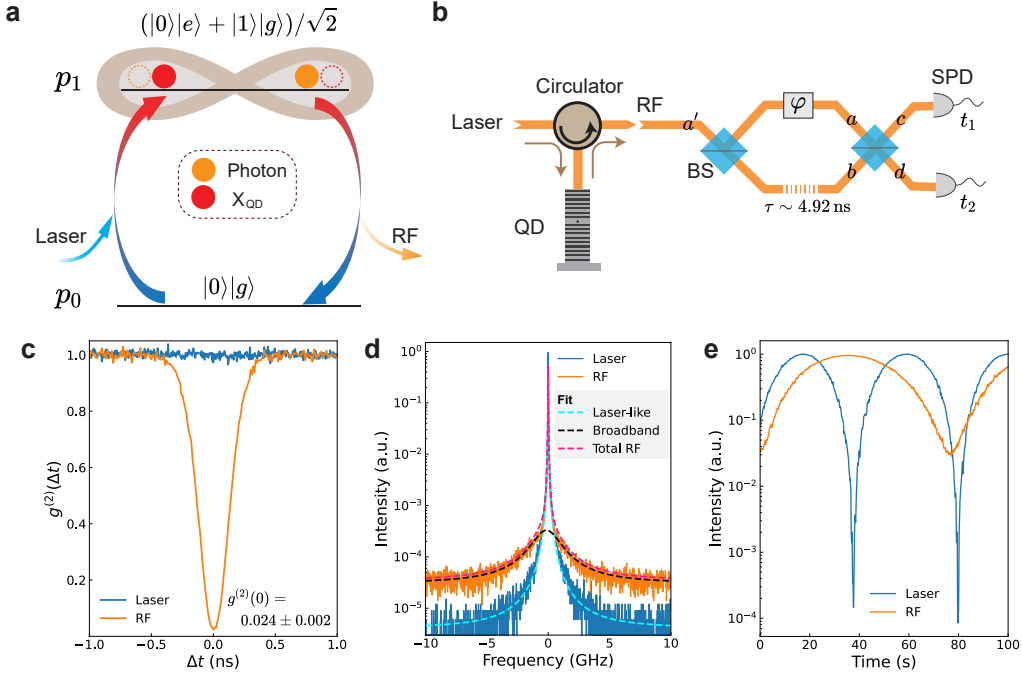 a
(|0⟩|e⟩ + |1⟩|g⟩)/√2
p₁
Photon
X_QD
Laser
RF
|0⟩|g⟩
p₀
b
Circulator
Laser
RF
QD
a′
BS
φ
τ ∼ 4.92 ns
a
b
c
d
SPD
t₁
t₂
c
g⁽²⁾(Δt)
1.0
0.8
0.6
0.4
0.2
Laser
RF
g⁽²⁾(0) =
0.024 ± 0.002
−1.0 −0.5 0.0 0.5 1.0
Δt (ns)
d
Intensity (a.u.)
10⁰
10⁻¹
10⁻²
10⁻³
10⁻⁴
10⁻⁵
Laser
RF
Fit
Laser-like
Broadband
Total RF
−10 −5 0 5 10
Frequency (GHz)
e
Intensity (a.u.)
10⁰
10⁻¹
10⁻²
10⁻³
10⁻⁴
Laser
RF
0 20 40 60 80 100
Time (s)